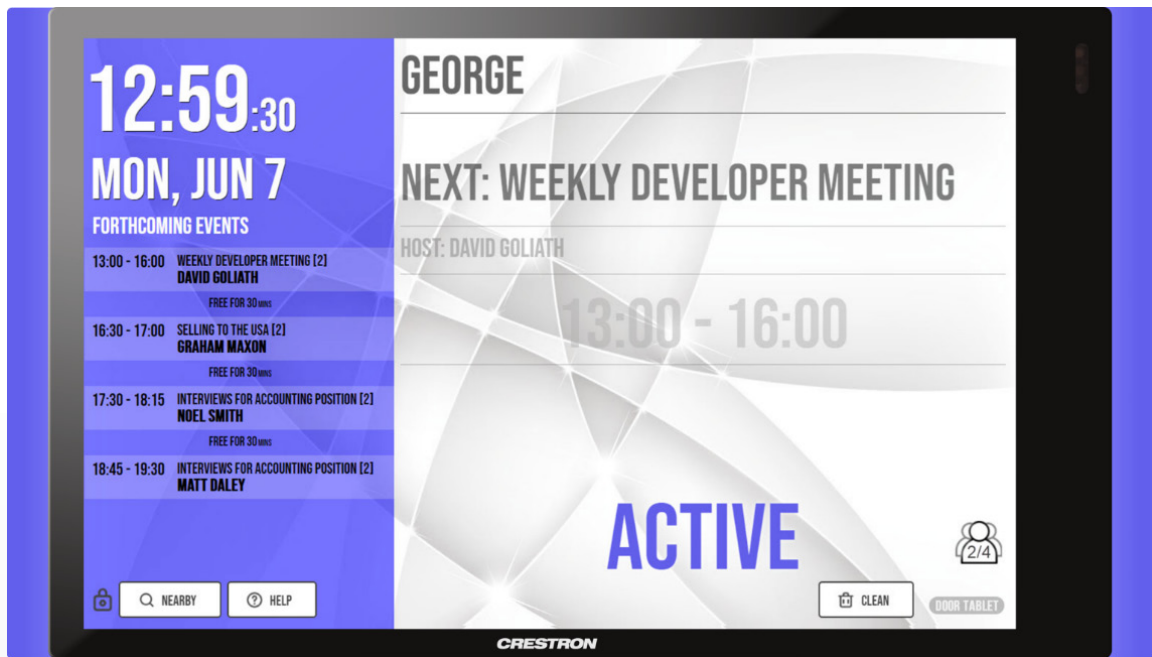 12:59:30
MON, JUN 7
FORTHCOMING EVENTS
13:00 - 16:00 WEEKLY DEVELOPER MEETING [2]
DAVID GOLIATH
FREE FOR 30 MINS
16:30 - 17:00 SELLING TO THE USA [2]
GRAHAM MAXON
FREE FOR 30 MINS
17:30 - 18:15 INTERVIEWS FOR ACCOUNTING POSITION [2]
NOEL SMITH
FREE FOR 30 MINS
18:45 - 19:30 INTERVIEWS FOR ACCOUNTING POSITION [2]
MATT DALEY
NEARBY
HELP
GEORGE
NEXT: WEEKLY DEVELOPER MEETING
HOST: DAVID GOLIATH
13:00 - 16:00
ACTIVE
2/4
CLEAN
DOOR TABLET
CRESTRON